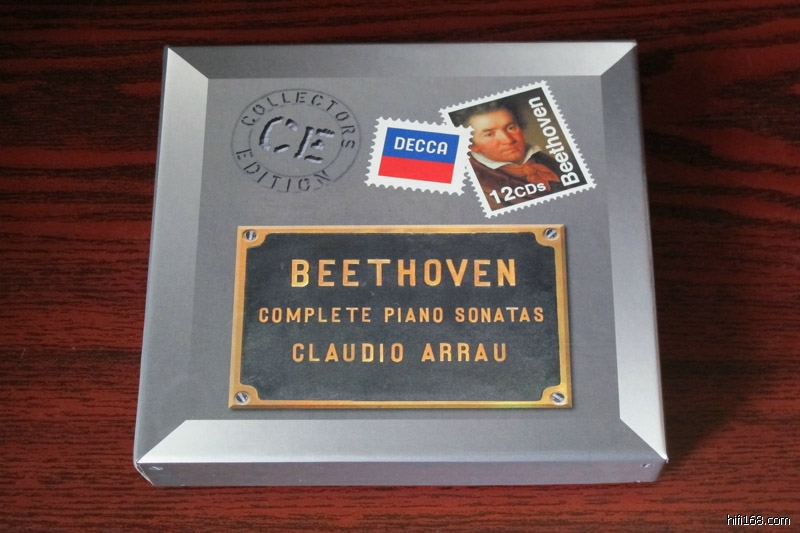 COLLECTORS
CE
EDITION
DECCA
Beethoven
12CDs
BEETHOVEN
COMPLETE PIANO SONATAS
CLAUDIO ARRAU
hifi168.com